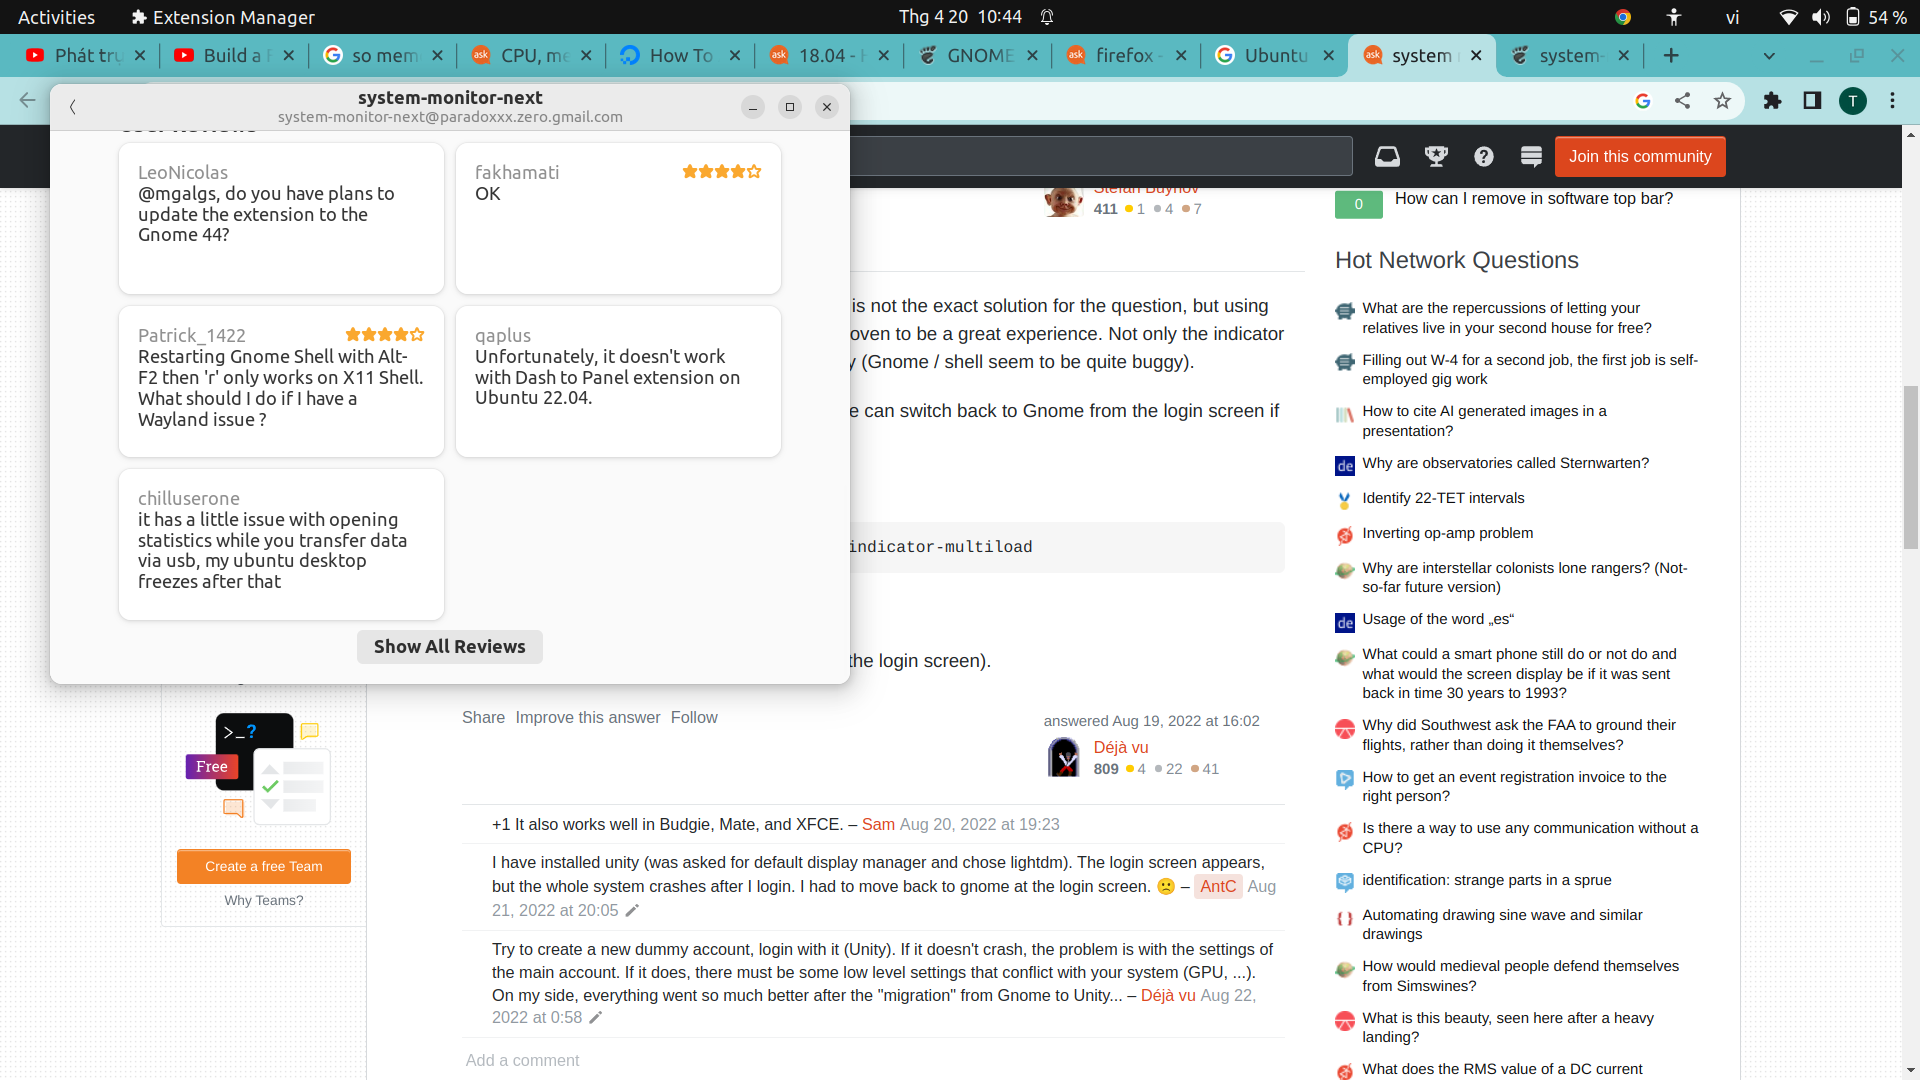 Activities
Extension Manager
Thg 4 20 10:44
vi
54 %
Phát trụ
Build a F
so mem
CPU, me
How To
18.04 - H
GNOME
firefox -
Ubuntu
system
system-
T
system-monitor-next
system-monitor-next@paradoxxx.zero.gmail.com
Join this community
LeoNicolas
@mgalgs, do you have plans to
update the extension to the
Gnome 44?
fakhamati
OK
Patrick_1422
Restarting Gnome Shell with Alt-
F2 then 'r' only works on X11 Shell.
What should I do if I have a
Wayland issue ?
qaplus
Unfortunately, it doesn't work
with Dash to Panel extension on
Ubuntu 22.04.
chilluserone
it has a little issue with opening
statistics while you transfer data
via usb, my ubuntu desktop
freezes after that
Show All Reviews
411 1 4 7
is not the exact solution for the question, but using
oven to be a great experience. Not only the indicator
y (Gnome / shell seem to be quite buggy).
e can switch back to Gnome from the login screen if
indicator-multiload
the login screen).
Share Improve this answer Follow
answered Aug 19, 2022 at 16:02
Déjà vu
809 4 22 41
+1 It also works well in Budgie, Mate, and XFCE. – Sam Aug 20, 2022 at 19:23
I have installed unity (was asked for default display manager and chose lightdm). The login screen appears,
but the whole system crashes after I login. I had to move back to gnome at the login screen. 🙁 – AntC Aug
21, 2022 at 20:05
Try to create a new dummy account, login with it (Unity). If it doesn't crash, the problem is with the settings of
the main account. If it does, there must be some low level settings that conflict with your system (GPU, ...).
On my side, everything went so much better after the "migration" from Gnome to Unity... – Déjà vu Aug 22,
2022 at 0:58
Add a comment
>_?
Free
Create a free Team
Why Teams?
0
How can I remove in software top bar?
Hot Network Questions
What are the repercussions of letting your
relatives live in your second house for free?
Filling out W-4 for a second job, the first job is self-
employed gig work
How to cite AI generated images in a
presentation?
Why are observatories called Sternwarten?
Identify 22-TET intervals
Inverting op-amp problem
Why are interstellar colonists lone rangers? (Not-
so-far future version)
Usage of the word „es“
What could a smart phone still do or not do and
what would the screen display be if it was sent
back in time 30 years to 1993?
Why did Southwest ask the FAA to ground their
flights, rather than doing it themselves?
How to get an event registration invoice to the
right person?
Is there a way to use any communication without a
CPU?
identification: strange parts in a sprue
Automating drawing sine wave and similar
drawings
How would medieval people defend themselves
from Simswines?
What is this beauty, seen here after a heavy
landing?
What does the RMS value of a DC current